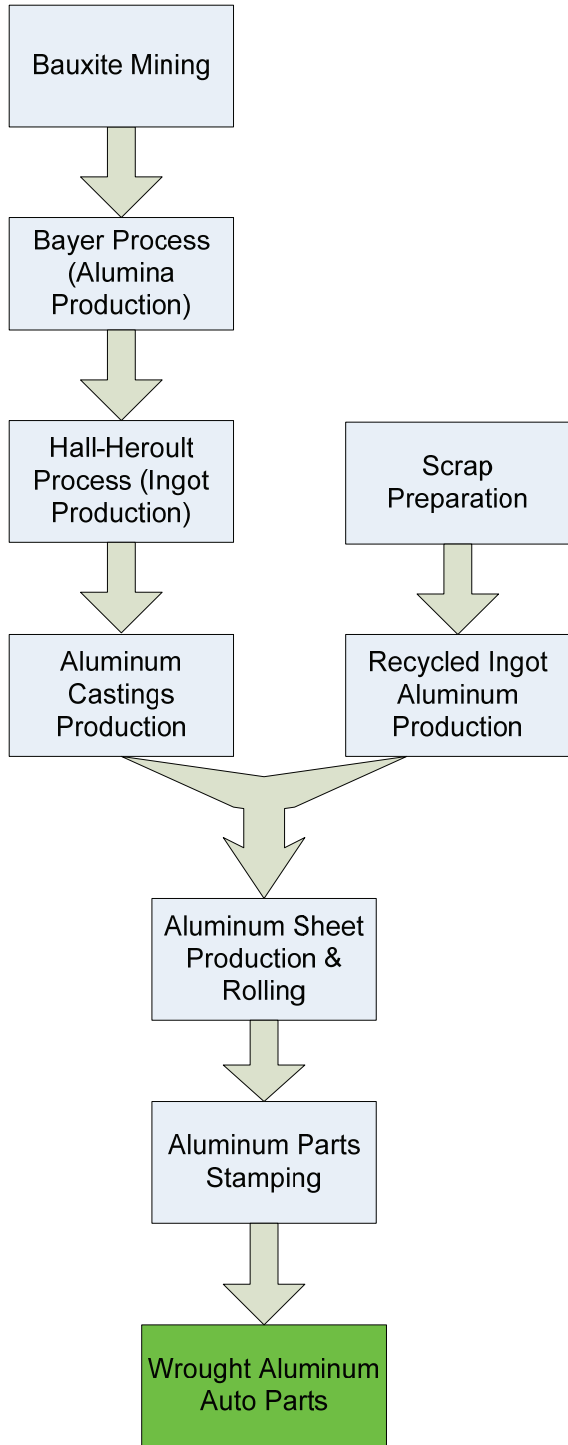 Bauxite Mining
Bayer Process
(Alumina
Production)
Hall-Heroult
Process (Ingot
Production)
Scrap
Preparation
Aluminum
Castings
Production
Recycled Ingot
Aluminum
Production
Aluminum Sheet
Production &
Rolling
Aluminum Parts
Stamping
Wrought Aluminum
Auto Parts